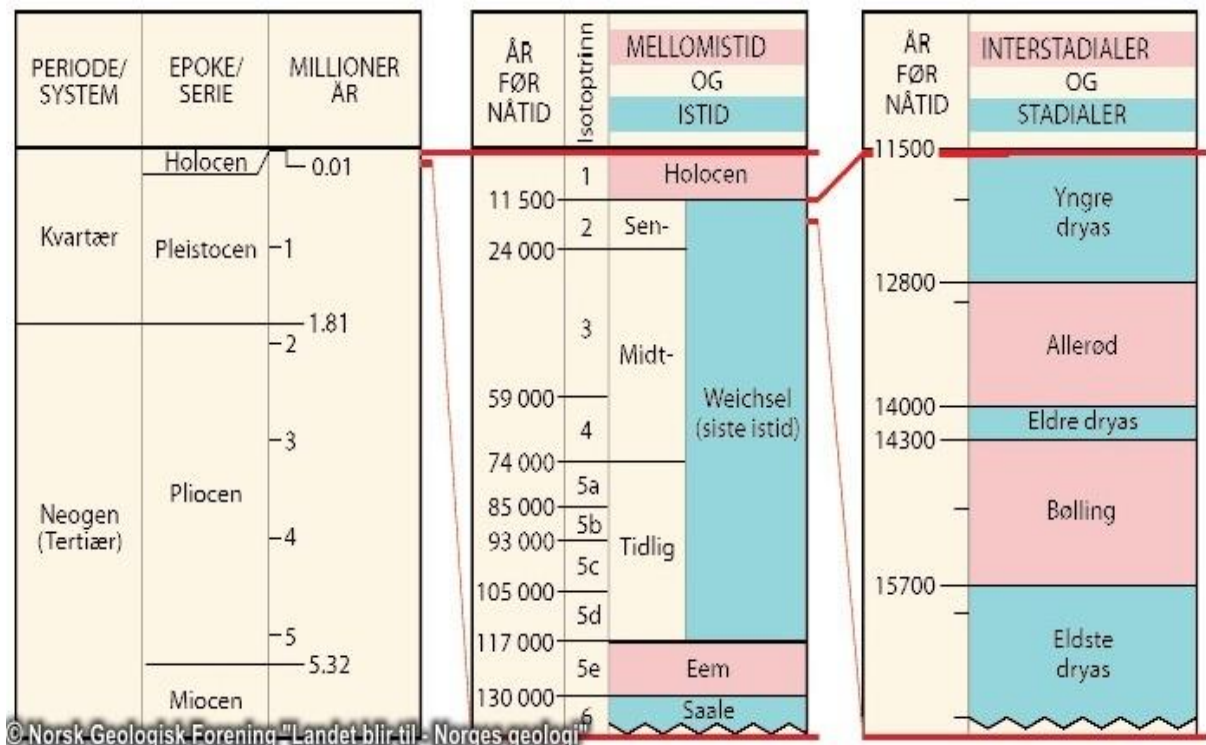 PERIODE/
SYSTEM
EPOKE/
SERIE
MILLIONER
ÅR
Holocen
0.01
Kvartær
Pleistocen
1
1.81
2
3
Pliocen
Neogen
(Tertiær)
4
5
5.32
Miocen
ÅR
FØR
NÅTID
Isotoptrinn
MELLOMISTID
OG
ISTID
1
Holocen
11 500
2
Sen-
24 000
3
Midt-
59 000
Weichsel
(siste istid)
4
74 000
5a
85 000
5b
93 000
Tidlig
5c
105 000
5d
117 000
5e
Eem
130 000
6
Saale
ÅR
FØR
NÅTID
INTERSTADIALER
OG
STADIALER
11500
Yngre
dryas
12800
Allerød
14000
Eldre dryas
14300
Bølling
15700
Eldste
dryas
© Norsk Geologisk Forening "Landet blir til - Norges geologi"